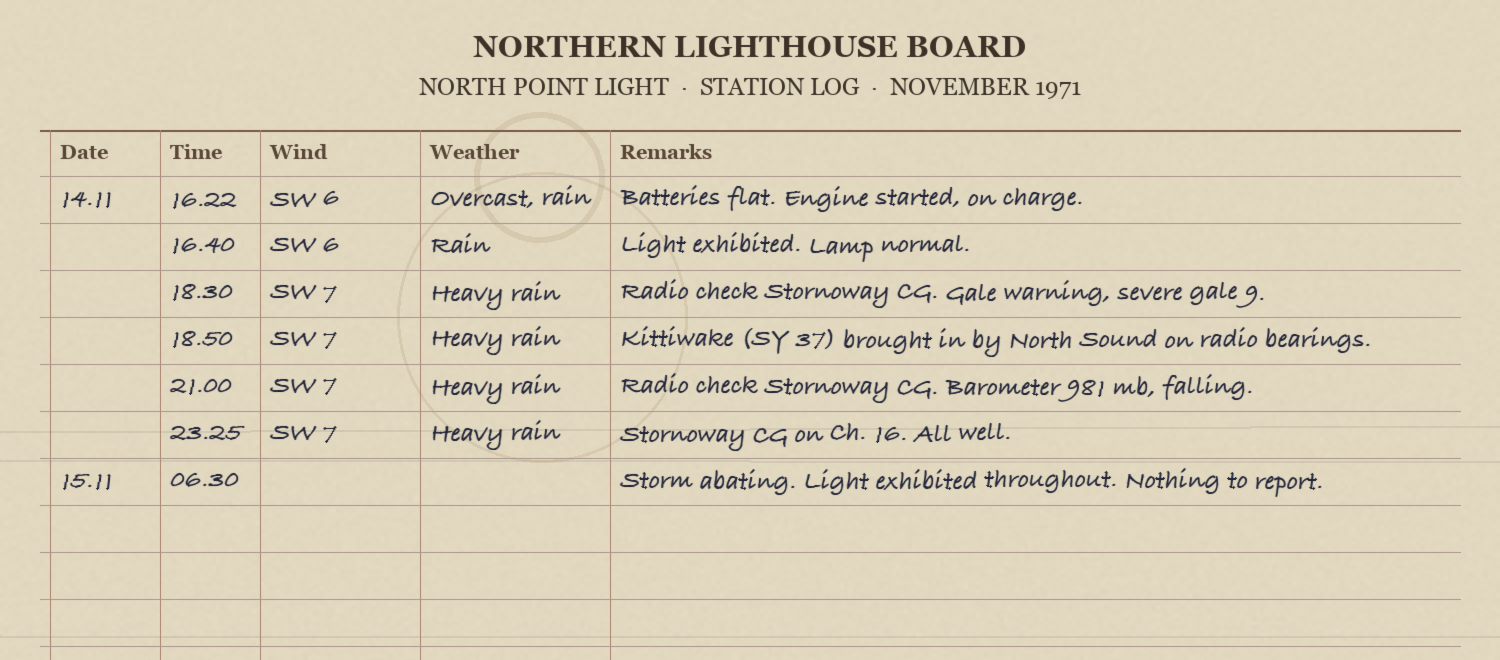 NORTHERN LIGHTHOUSE BOARD
NORTH POINT LIGHT · STATION LOG · NOVEMBER 1971
Date Time Wind Weather Remarks
14.11 16.22 SW 6 Overcast, rain Batteries flat. Engine started, on charge.
16.40 SW 6 Rain Light exhibited. Lamp normal.
18.30 SW 7 Heavy rain Radio check Stornoway CG. Gale warning, severe gale 9.
18.50 SW 7 Heavy rain Kittiwake (SY 37) brought in by North Sound on radio bearings.
21.00 SW 7 Heavy rain Radio check Stornoway CG. Barometer 981 mb, falling.
23.25 SW 7 Heavy rain Stornoway CG on Ch. 16. All well.
15.11 06.30 Storm abating. Light exhibited throughout. Nothing to report.